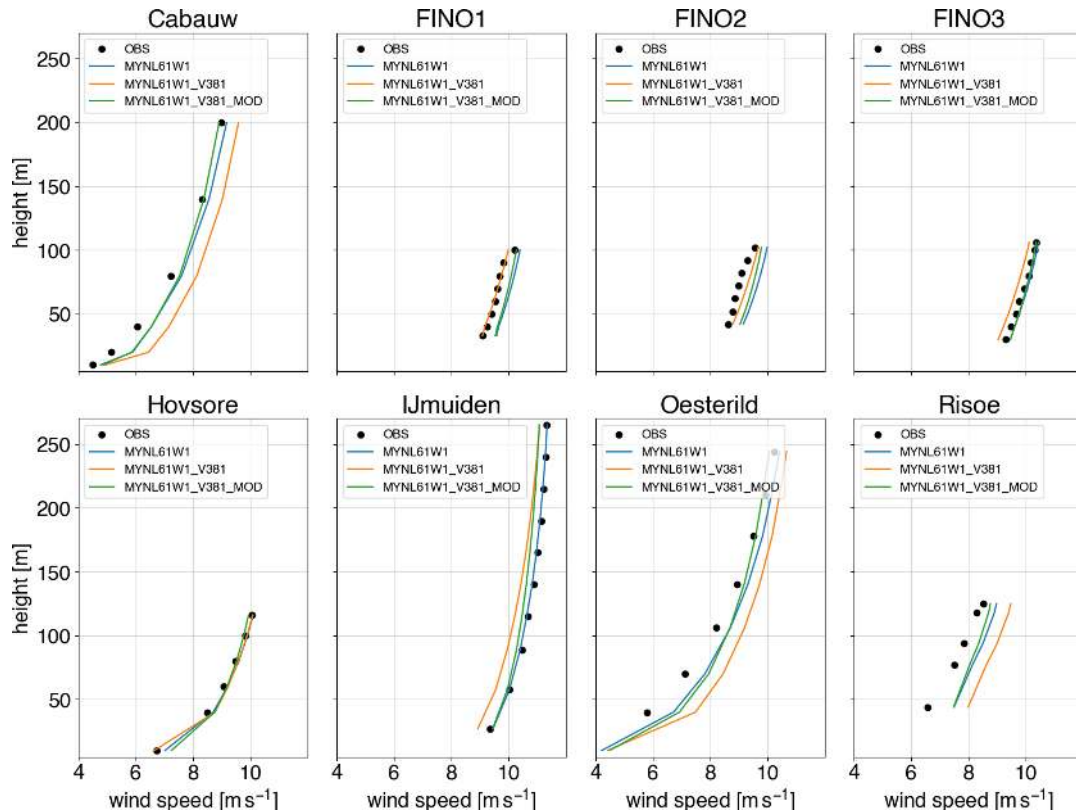 Cabauw
FINO1
FINO2
FINO3
250
200
150
100
50
height [m]
OBS
MYNL61W1
MYNL61W1_V381
MYNL61W1_V381_MOD
OBS
MYNL61W1
MYNL61W1_V381
MYNL61W1_V381_MOD
OBS
MYNL61W1
MYNL61W1_V381
MYNL61W1_V381_MOD
OBS
MYNL61W1
MYNL61W1_V381
MYNL61W1_V381_MOD
Hovsore
IJmuiden
Oesterild
Risoe
250
200
150
100
50
height [m]
OBS
MYNL61W1
MYNL61W1_V381
MYNL61W1_V381_MOD
OBS
MYNL61W1
MYNL61W1_V381
MYNL61W1_V381_MOD
OBS
MYNL61W1
MYNL61W1_V381
MYNL61W1_V381_MOD
OBS
MYNL61W1
MYNL61W1_V381
MYNL61W1_V381_MOD
4 6 8 10
4 6 8 10
4 6 8 10
4 6 8 10
wind speed [m s⁻¹]
wind speed [m s⁻¹]
wind speed [m s⁻¹]
wind speed [m s⁻¹]